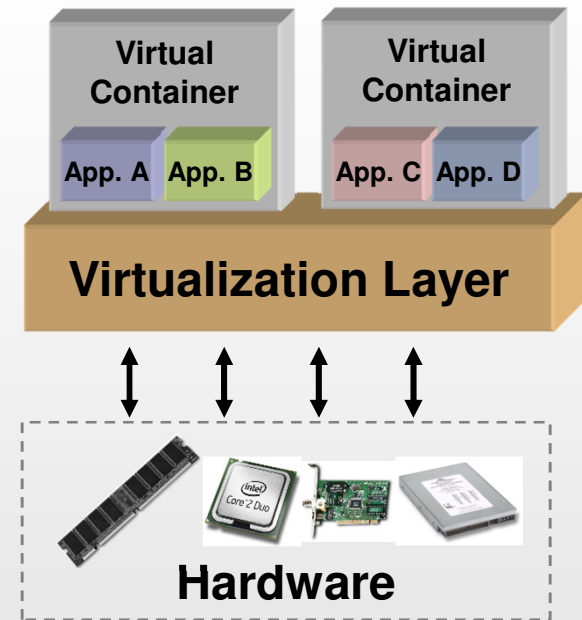 Virtual
Container
App. A
App. B
Virtual
Container
App. C
App. D
Virtualization Layer
intel
Core 2 Duo
Hardware